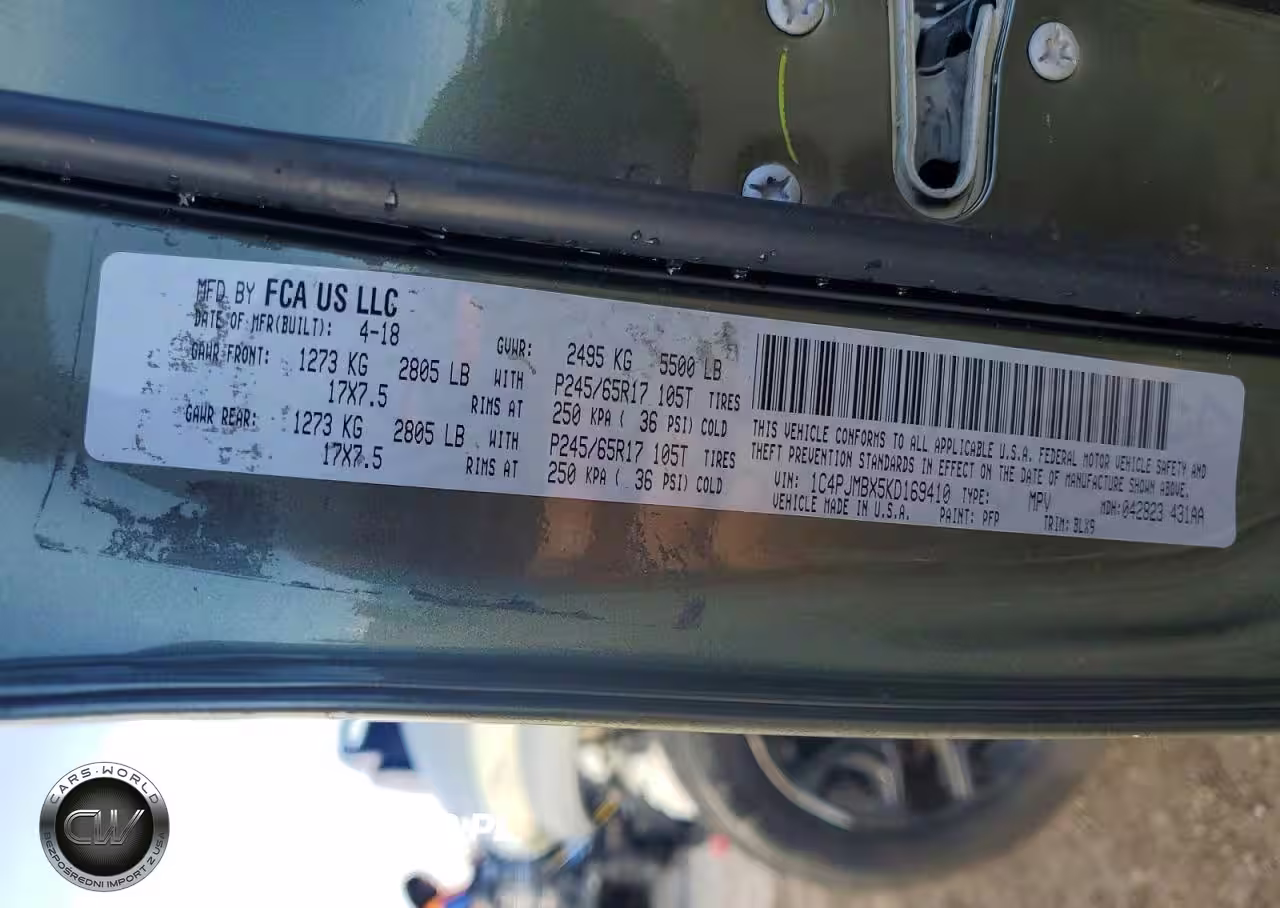 MFD BY FCA US LLC
DATE OF MFR(BUILT): 4-18
GVWR: 2495 KG 5500 LB
GAWR FRONT: 1273 KG 2805 LB WITH P245/65R17 105T TIRES
17X7.5 RIMS AT 250 KPA ( 36 PSI) COLD
GAWR REAR: 1273 KG 2805 LB WITH P245/65R17 105T TIRES
17X7.5 RIMS AT 250 KPA ( 36 PSI) COLD
THIS VEHICLE CONFORMS TO ALL APPLICABLE U.S.A. FEDERAL MOTOR VEHICLE SAFETY AND
THEFT PREVENTION STANDARDS IN EFFECT ON THE DATE OF MANUFACTURE SHOWN ABOVE.
VIN: 1C4PJMBX5KD169410 TYPE: MPV MDH:042823 431AA
VEHICLE MADE IN U.S.A. PAINT: PFP TRIM: BLX9
CARS-WORLD
CW
BEZPOŚREDNI IMPORT Z USA